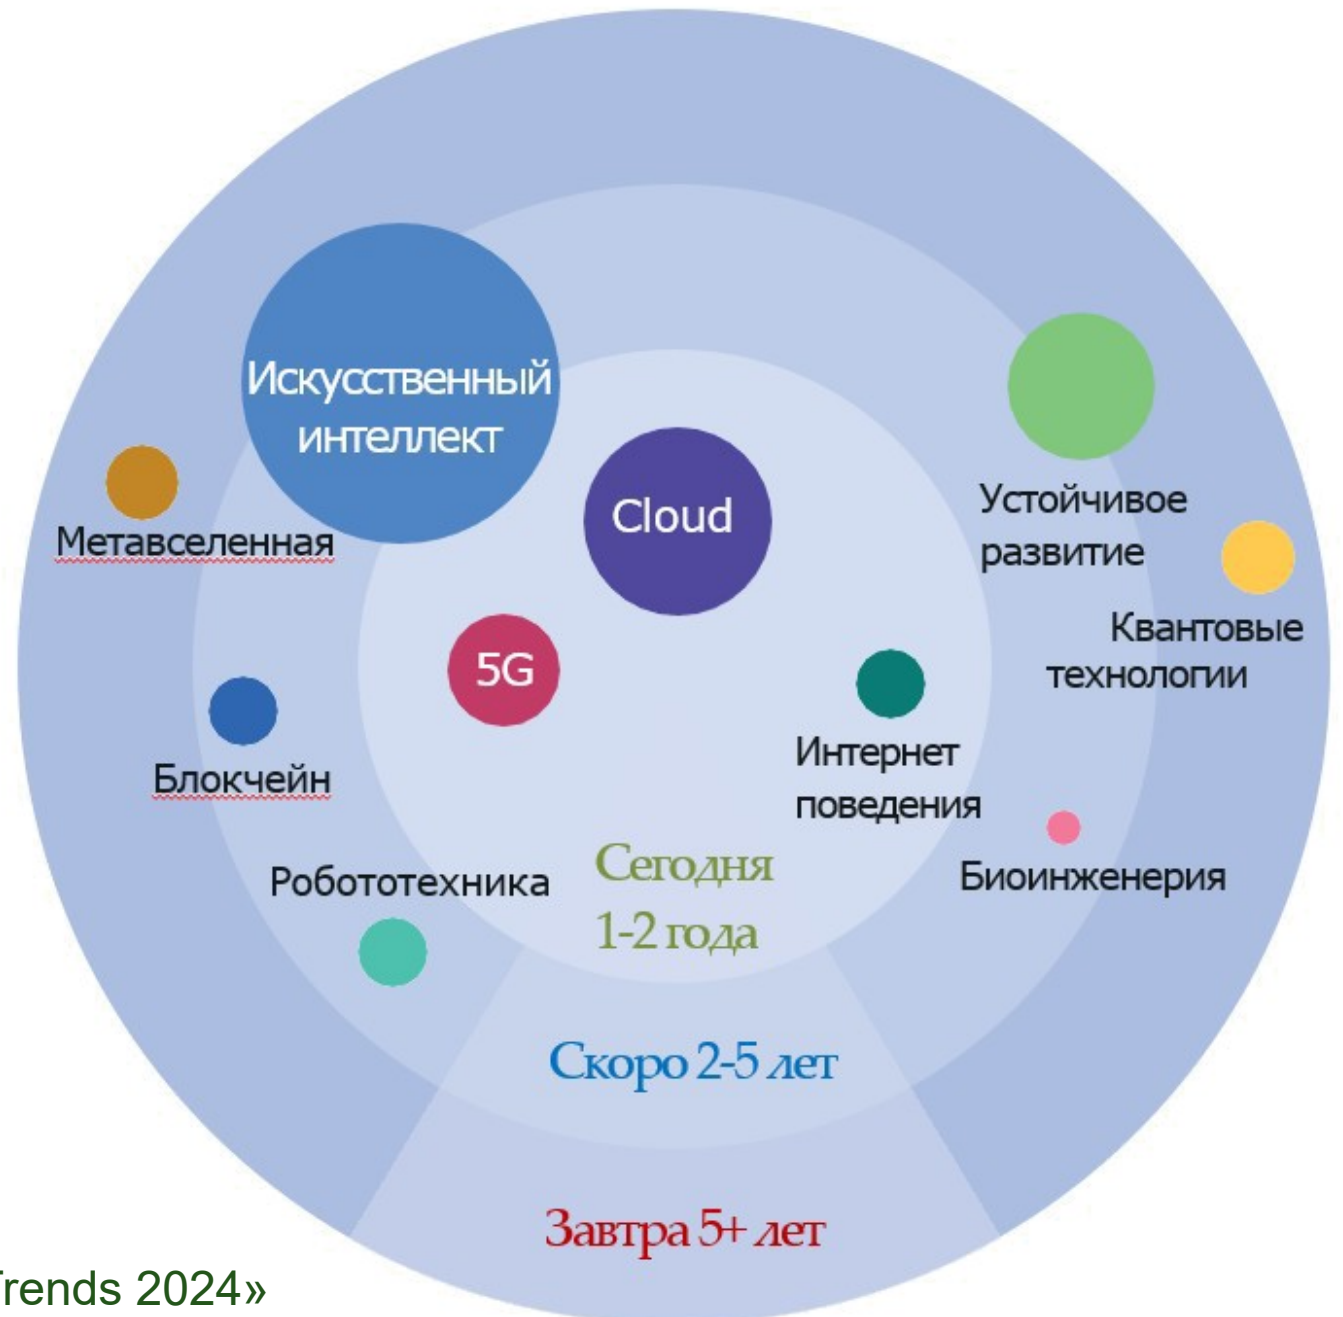 Искусственный
интеллект
Cloud
Устойчивое
развитие
Метавселенная
Квантовые
технологии
5G
Интернет
поведения
Блокчейн
Биоинженерия
Робототехника
Сегодня
1-2 года
Скоро 2-5 лет
Завтра 5+ лет
2024»